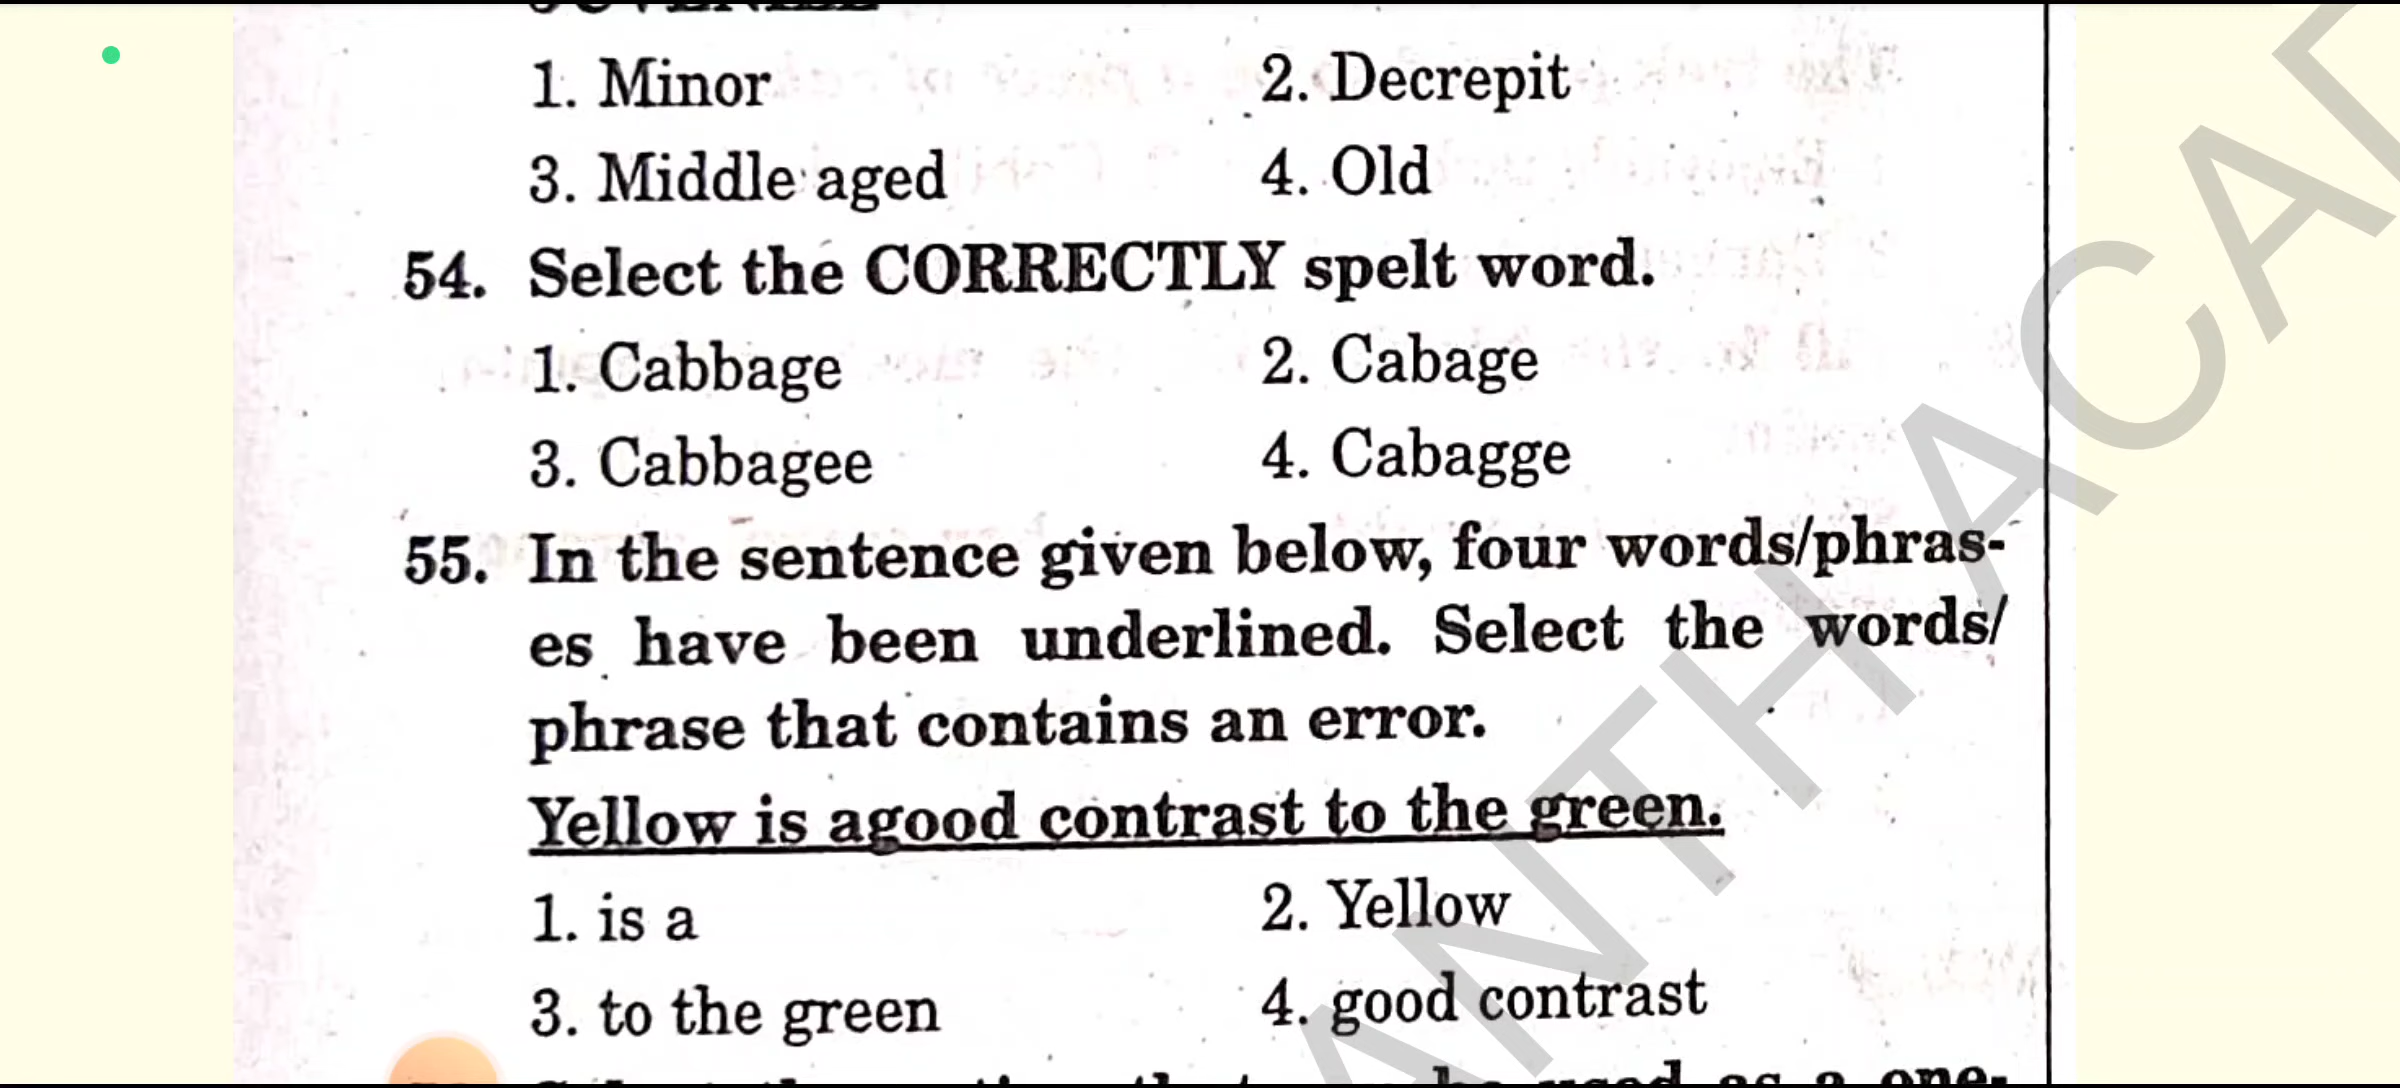 JUVENILE
1. Minor 2. Decrepit
3. Middle aged 4. Old
54. Select the CORRECTLY spelt word.
1. Cabbage 2. Cabage
3. Cabbagee 4. Cabagge
55. In the sentence given below, four words/phras-
es have been underlined. Select the words/
phrase that contains an error.
Yellow is agood contrast to the green.
1. is a 2. Yellow
3. to the green 4. good contrast